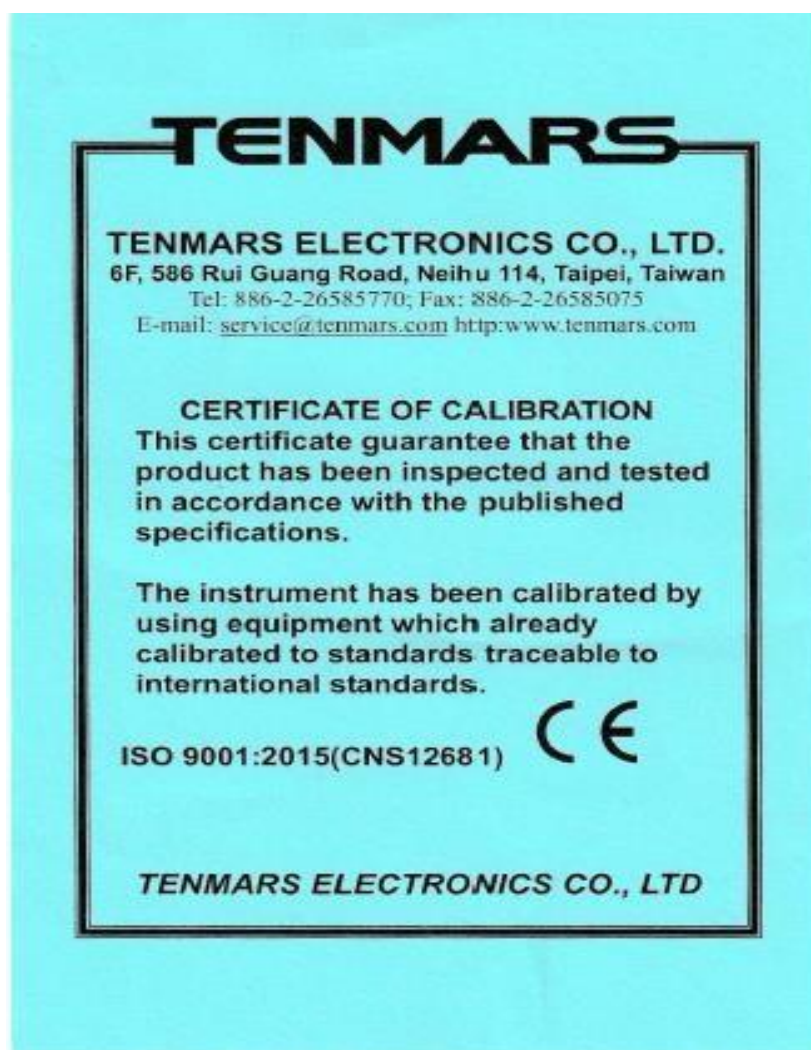 TENMARS
TENMARS ELECTRONICS CO., LTD.
6F, 586 Rui Guang Road, Neihu 114, Taipei, Taiwan
Tel: 886-2-26585770; Fax: 886-2-26585075
E-mail: service@tenmars.com http:www.tenmars.com
CERTIFICATE OF CALIBRATION
This certificate guarantee that the
product has been inspected and tested
in accordance with the published
specifications.
The instrument has been calibrated by
using equipment which already
calibrated to standards traceable to
international standards.
ISO 9001:2015(CNS12681) CE
TENMARS ELECTRONICS CO., LTD